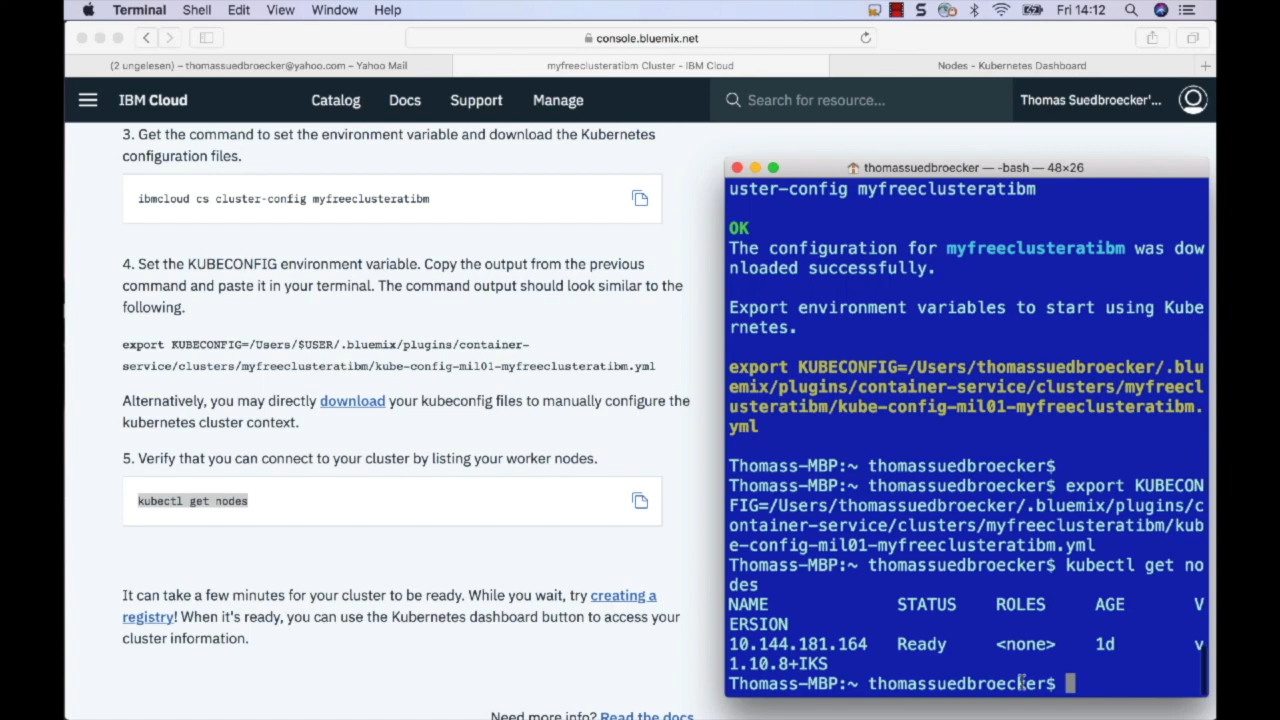 Terminal Shell Edit View Window Help Fri 14:12
console.bluemix.net
(2 ungelesen) – thomassuedbroecker@yahoo.com – Yahoo Mail
myfreeclusteratibm Cluster - IBM Cloud
Nodes - Kubernetes Dashboard
IBM Cloud Catalog Docs Support Manage Search for resource... Thomas Suedbroecker'...
3. Get the command to set the environment variable and download the Kubernetes
configuration files.
ibmcloud cs cluster-config myfreeclusteratibm
4. Set the KUBECONFIG environment variable. Copy the output from the previous
command and paste it in your terminal. The command output should look similar to the
following.
export KUBECONFIG=/Users/$USER/.bluemix/plugins/container-
service/clusters/myfreeclusteratibm/kube-config-mil01-myfreeclusteratibm.yml
Alternatively, you may directly download your kubeconfig files to manually configure the
kubernetes cluster context.
5. Verify that you can connect to your cluster by listing your worker nodes.
kubectl get nodes
It can take a few minutes for your cluster to be ready. While you wait, try creating a
registry! When it's ready, you can use the Kubernetes dashboard button to access your
cluster information.
Need more info? Read the docs
thomassuedbroecker — -bash — 48×26
uster-config myfreeclusteratibm
OK
The configuration for myfreeclusteratibm was dow
nloaded successfully.
Export environment variables to start using Kube
rnetes.
export KUBECONFIG=/Users/thomassuedbroecker/.blu
emix/plugins/container-service/clusters/myfreecl
usteratibm/kube-config-mil01-myfreeclusteratibm.
yml
Thomass-MBP:~ thomassuedbroecker$
Thomass-MBP:~ thomassuedbroecker$ export KUBECON
FIG=/Users/thomassuedbroecker/.bluemix/plugins/c
ontainer-service/clusters/myfreeclusteratibm/kub
e-config-mil01-myfreeclusteratibm.yml
Thomass-MBP:~ thomassuedbroecker$ kubectl get no
des
NAME STATUS ROLES AGE V
ERSION
10.144.181.164 Ready <none> 1d v
1.10.8+IKS
Thomass-MBP:~ thomassuedbroecker$